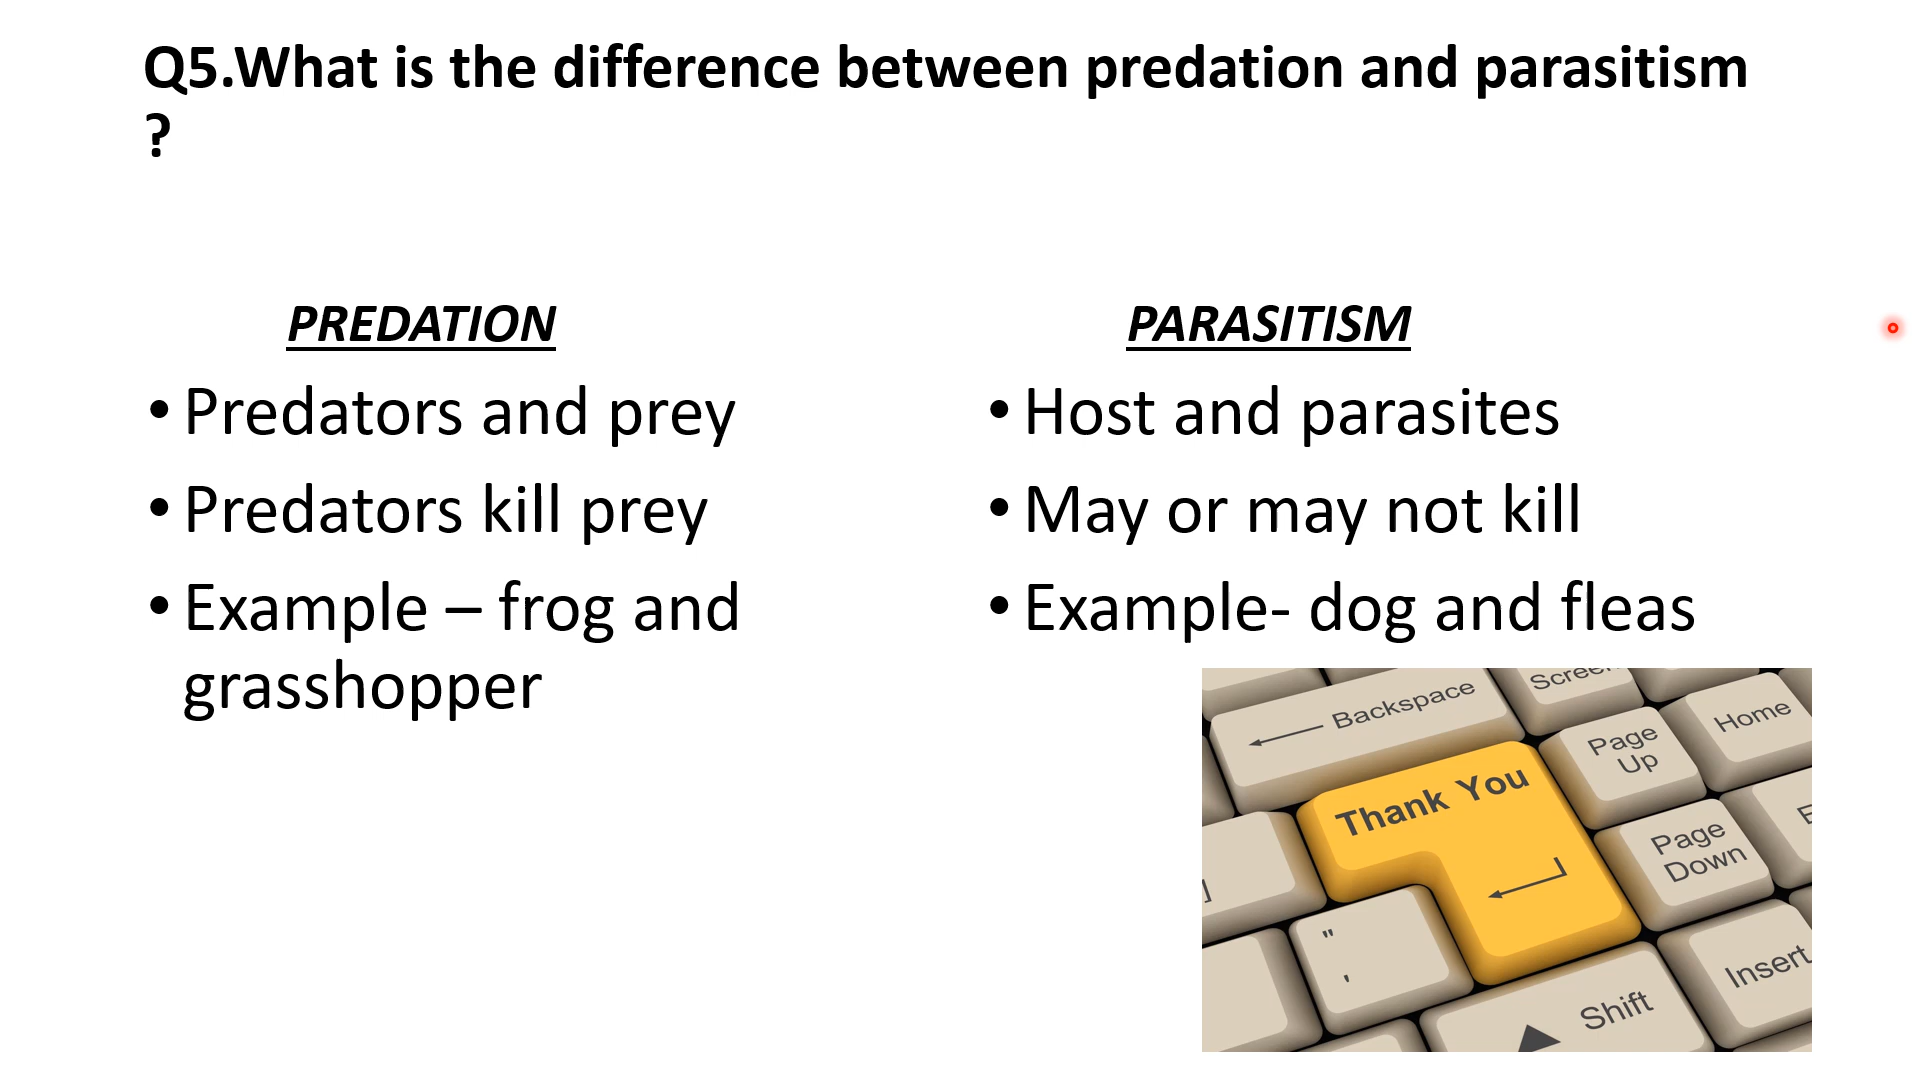 Q5.What is the difference between predation and parasitism
?
PREDATION
• Predators and prey
• Predators kill prey
• Example – frog and
grasshopper
PARASITISM
• Host and parasites
• May or may not kill
• Example- dog and fleas
Backspace
Screen
Home
Page
Up
Thank You
Page
Down
]
"
'
Insert
Shift